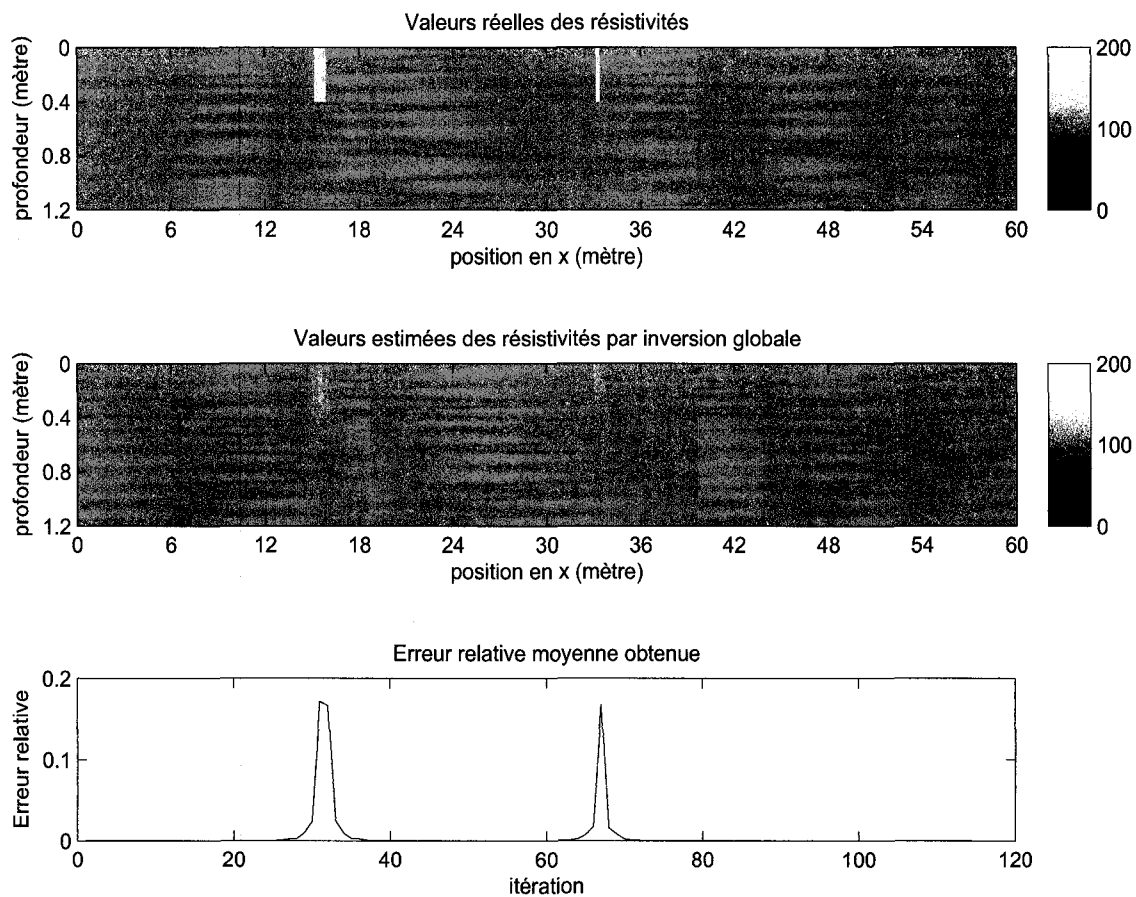 Valeurs réelles des résistivités
profondeur (mètre)
0
0.4
0.8
1.2
0 6 12 18 24 30 36 42 48 54 60
position en x (mètre)
200
100
0
Valeurs estimées des résistivités par inversion globale
profondeur (mètre)
0
0.4
0.8
1.2
0 6 12 18 24 30 36 42 48 54 60
position en x (mètre)
200
100
0
Erreur relative moyenne obtenue
Erreur relative
0.2
0.1
0
0 20 40 60 80 100 120
itération